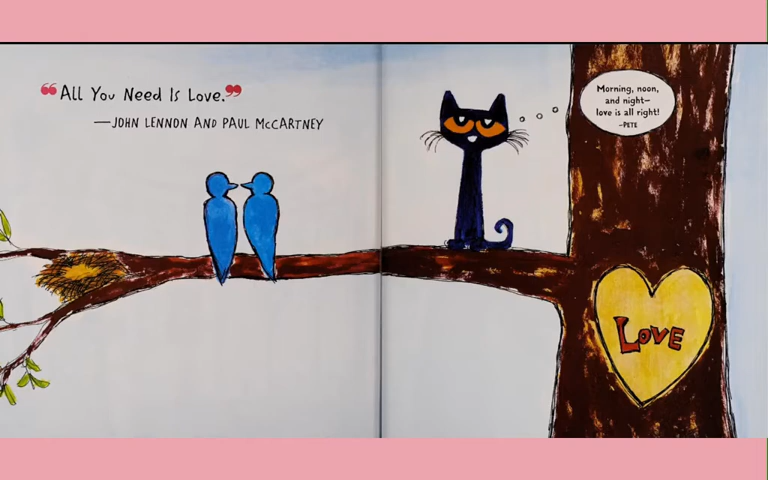 “All You Need Is Love.”
—JOHN LENNON AND PAUL McCARTNEY
Morning, noon,
and night—
love is all right!
–PETE
LOVE